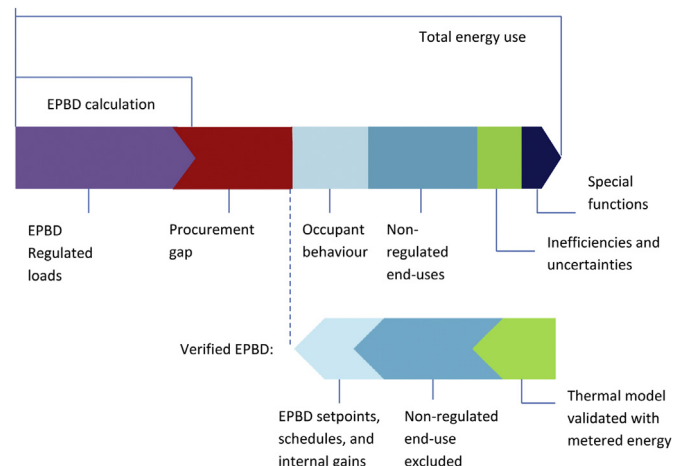 Total energy use
EPBD calculation
EPBD
Regulated
loads
Procurement
gap
Occupant
behaviour
Non-
regulated
end-uses
Special
functions
Inefficiencies and
uncertainties
Verified EPBD:
EPBD setpoints,
schedules, and
internal gains
Non-regulated
end-use
excluded
Thermal model
validated with
metered energy